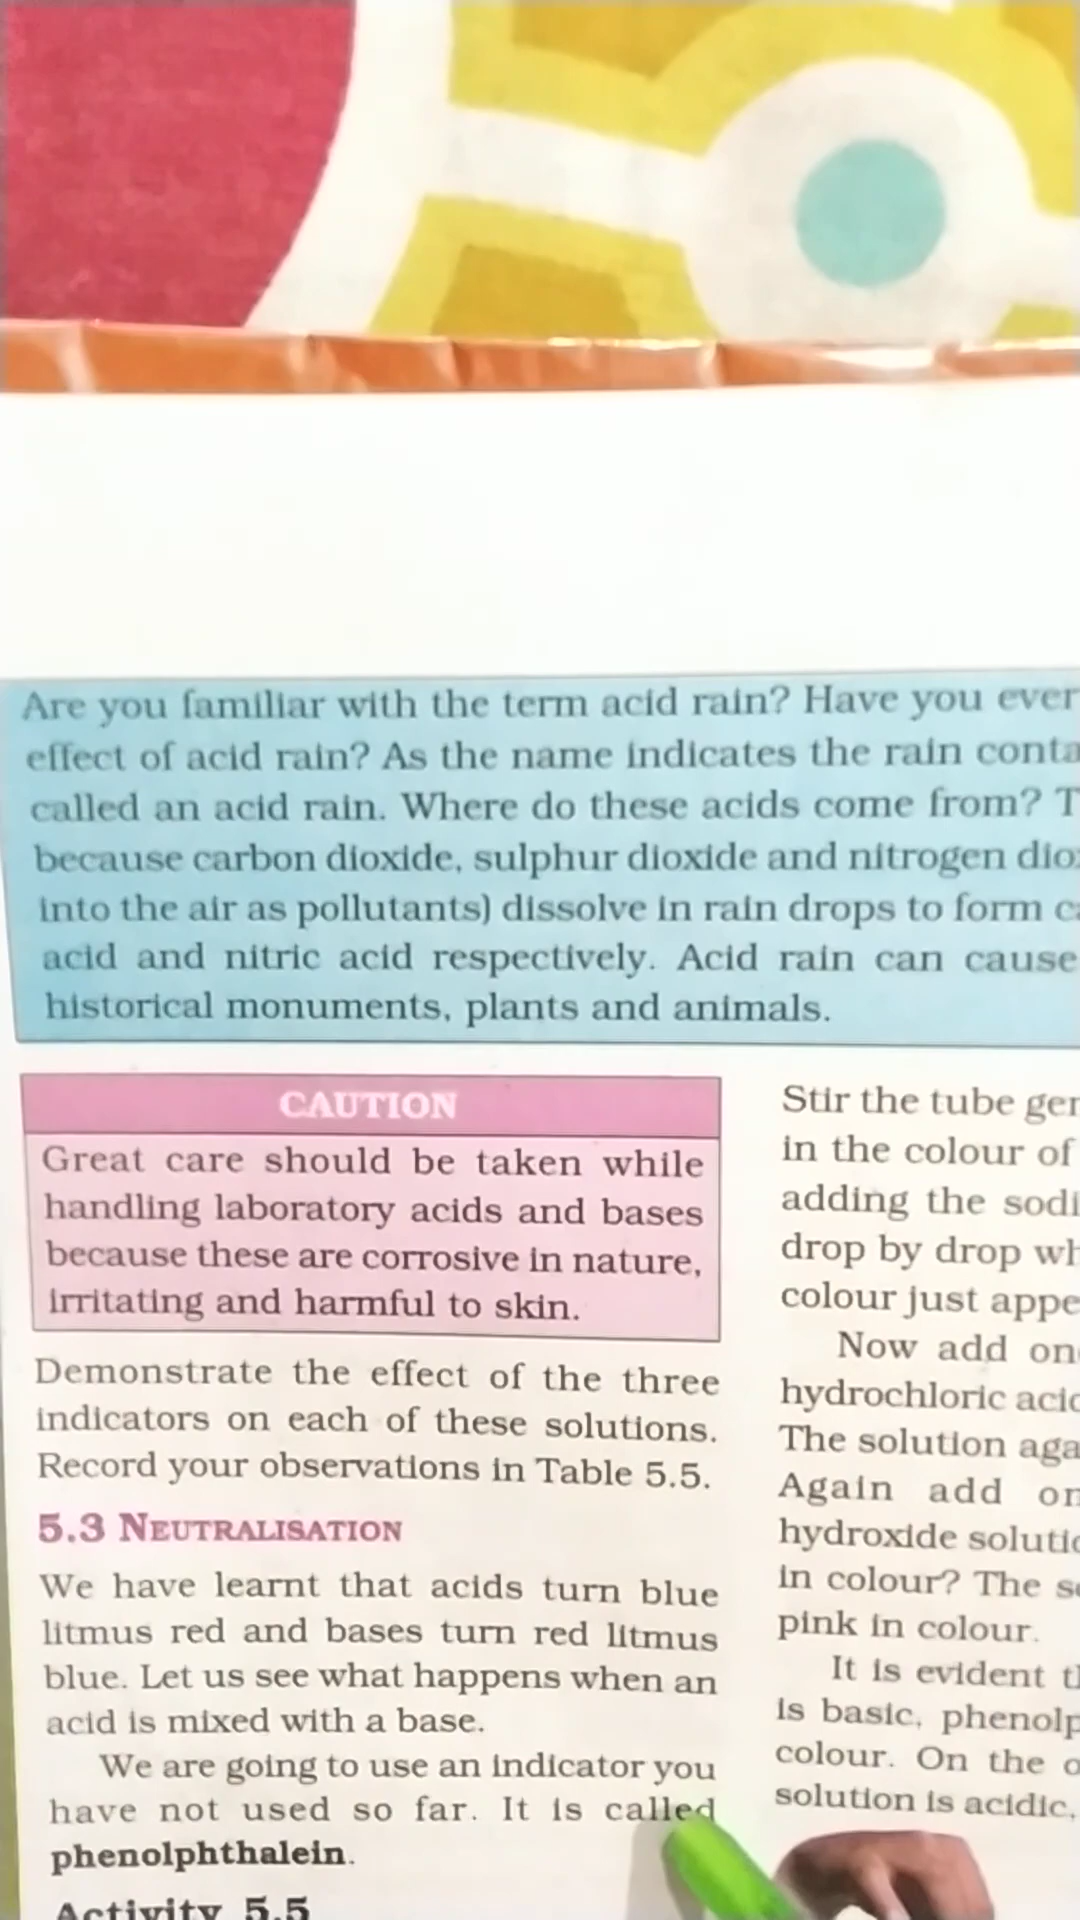 Are you familiar with the term acid rain? Have you ever
effect of acid rain? As the name indicates the rain conta
called an acid rain. Where do these acids come from? T
because carbon dioxide, sulphur dioxide and nitrogen dio
into the air as pollutants) dissolve in rain drops to form c
acid and nitric acid respectively. Acid rain can cause
historical monuments, plants and animals.
CAUTION
Great care should be taken while
handling laboratory acids and bases
because these are corrosive in nature,
irritating and harmful to skin.
Demonstrate the effect of the three
indicators on each of these solutions.
Record your observations in Table 5.5.
5.3 NEUTRALISATION
We have learnt that acids turn blue
litmus red and bases turn red litmus
blue. Let us see what happens when an
acid is mixed with a base.
We are going to use an indicator you
have not used so far. It is called
phenolphthalein.
Activity 5.5
Stir the tube gen
in the colour of
adding the sodi
drop by drop wh
colour just appe
Now add on
hydrochloric acid
The solution aga
Again add on
hydroxide solutio
in colour? The so
pink in colour.
It is evident th
is basic, phenolp
colour. On the o
solution is acidic,